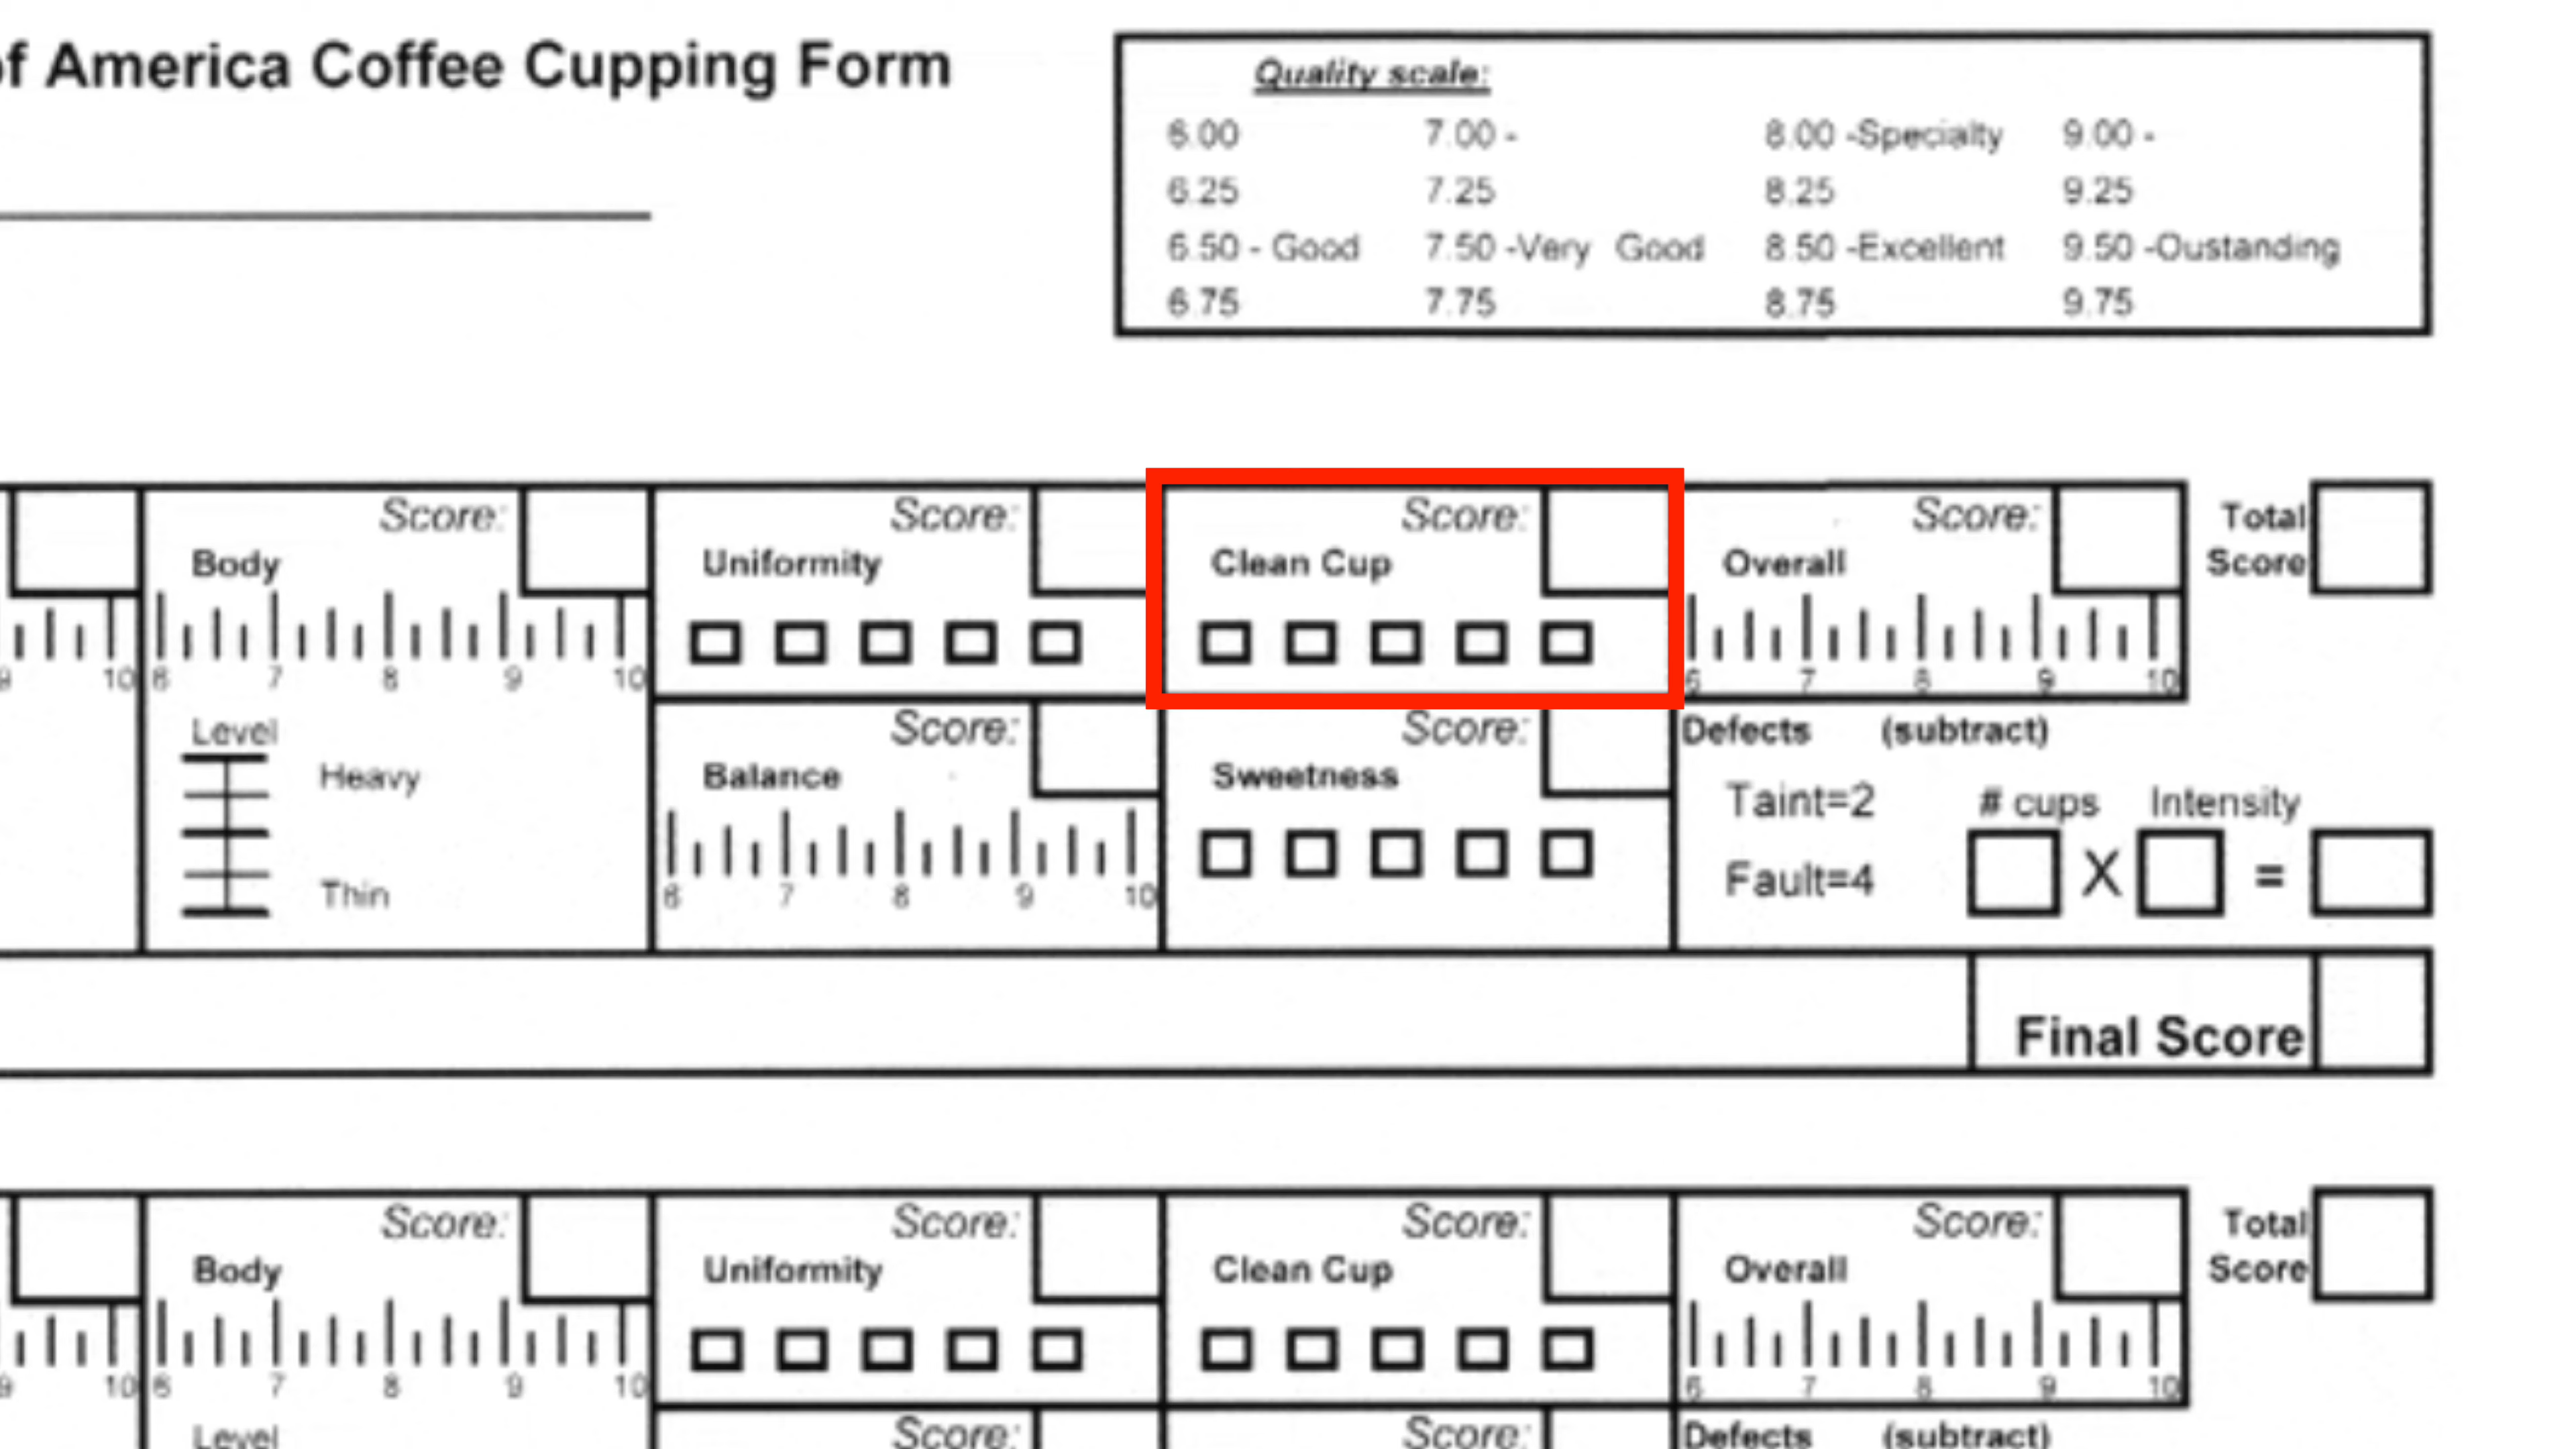 of America Coffee Cupping Form
Quality scale:
6.00 7.00 - 8.00 -Specialty 9.00 -
6.25 7.25 8.25 9.25
6.50 - Good 7.50 -Very Good 8.50 -Excellent 9.50 -Oustanding
6.75 7.75 8.75 9.75
Score: Score: Score: Score: Total
Body Uniformity Clean Cup Overall Score
9 10 6 7 8 9 10 6 7 8 9 10
Level Score: Score: Defects (subtract)
Heavy Balance Sweetness Taint=2 # cups Intensity
Thin 6 7 8 9 10 Fault=4 X =
Final Score
Score: Score: Score: Score: Total
Body Uniformity Clean Cup Overall Score
9 10 6 7 8 9 10 6 7 8 9 10
Level Score: Score: Defects (subtract)